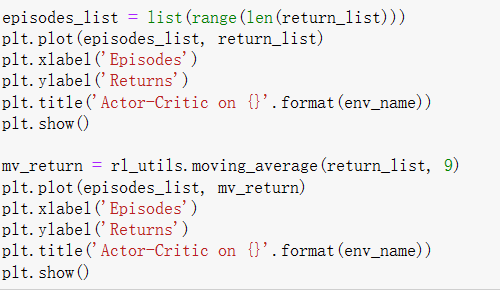 episodes_list = list(range(len(return_list)))
plt.plot(episodes_list, return_list)
plt.xlabel('Episodes')
plt.ylabel('Returns')
plt.title('Actor-Critic on {}'.format(env_name))
plt.show()

mv_return = rl_utils.moving_average(return_list, 9)
plt.plot(episodes_list, mv_return)
plt.xlabel('Episodes')
plt.ylabel('Returns')
plt.title('Actor-Critic on {}'.format(env_name))
plt.show()